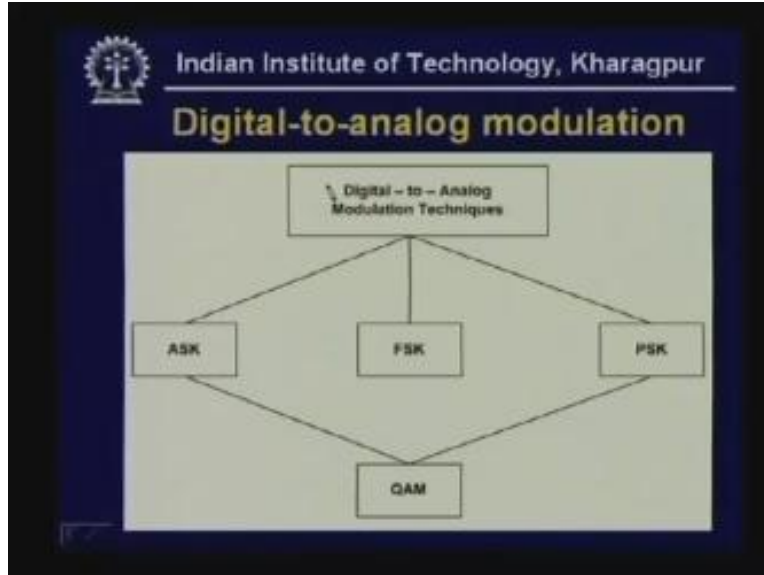 Indian Institute of Technology, Kharagpur
Digital-to-analog modulation
Digital – to – Analog
Modulation Techniques
ASK
FSK
PSK
QAM